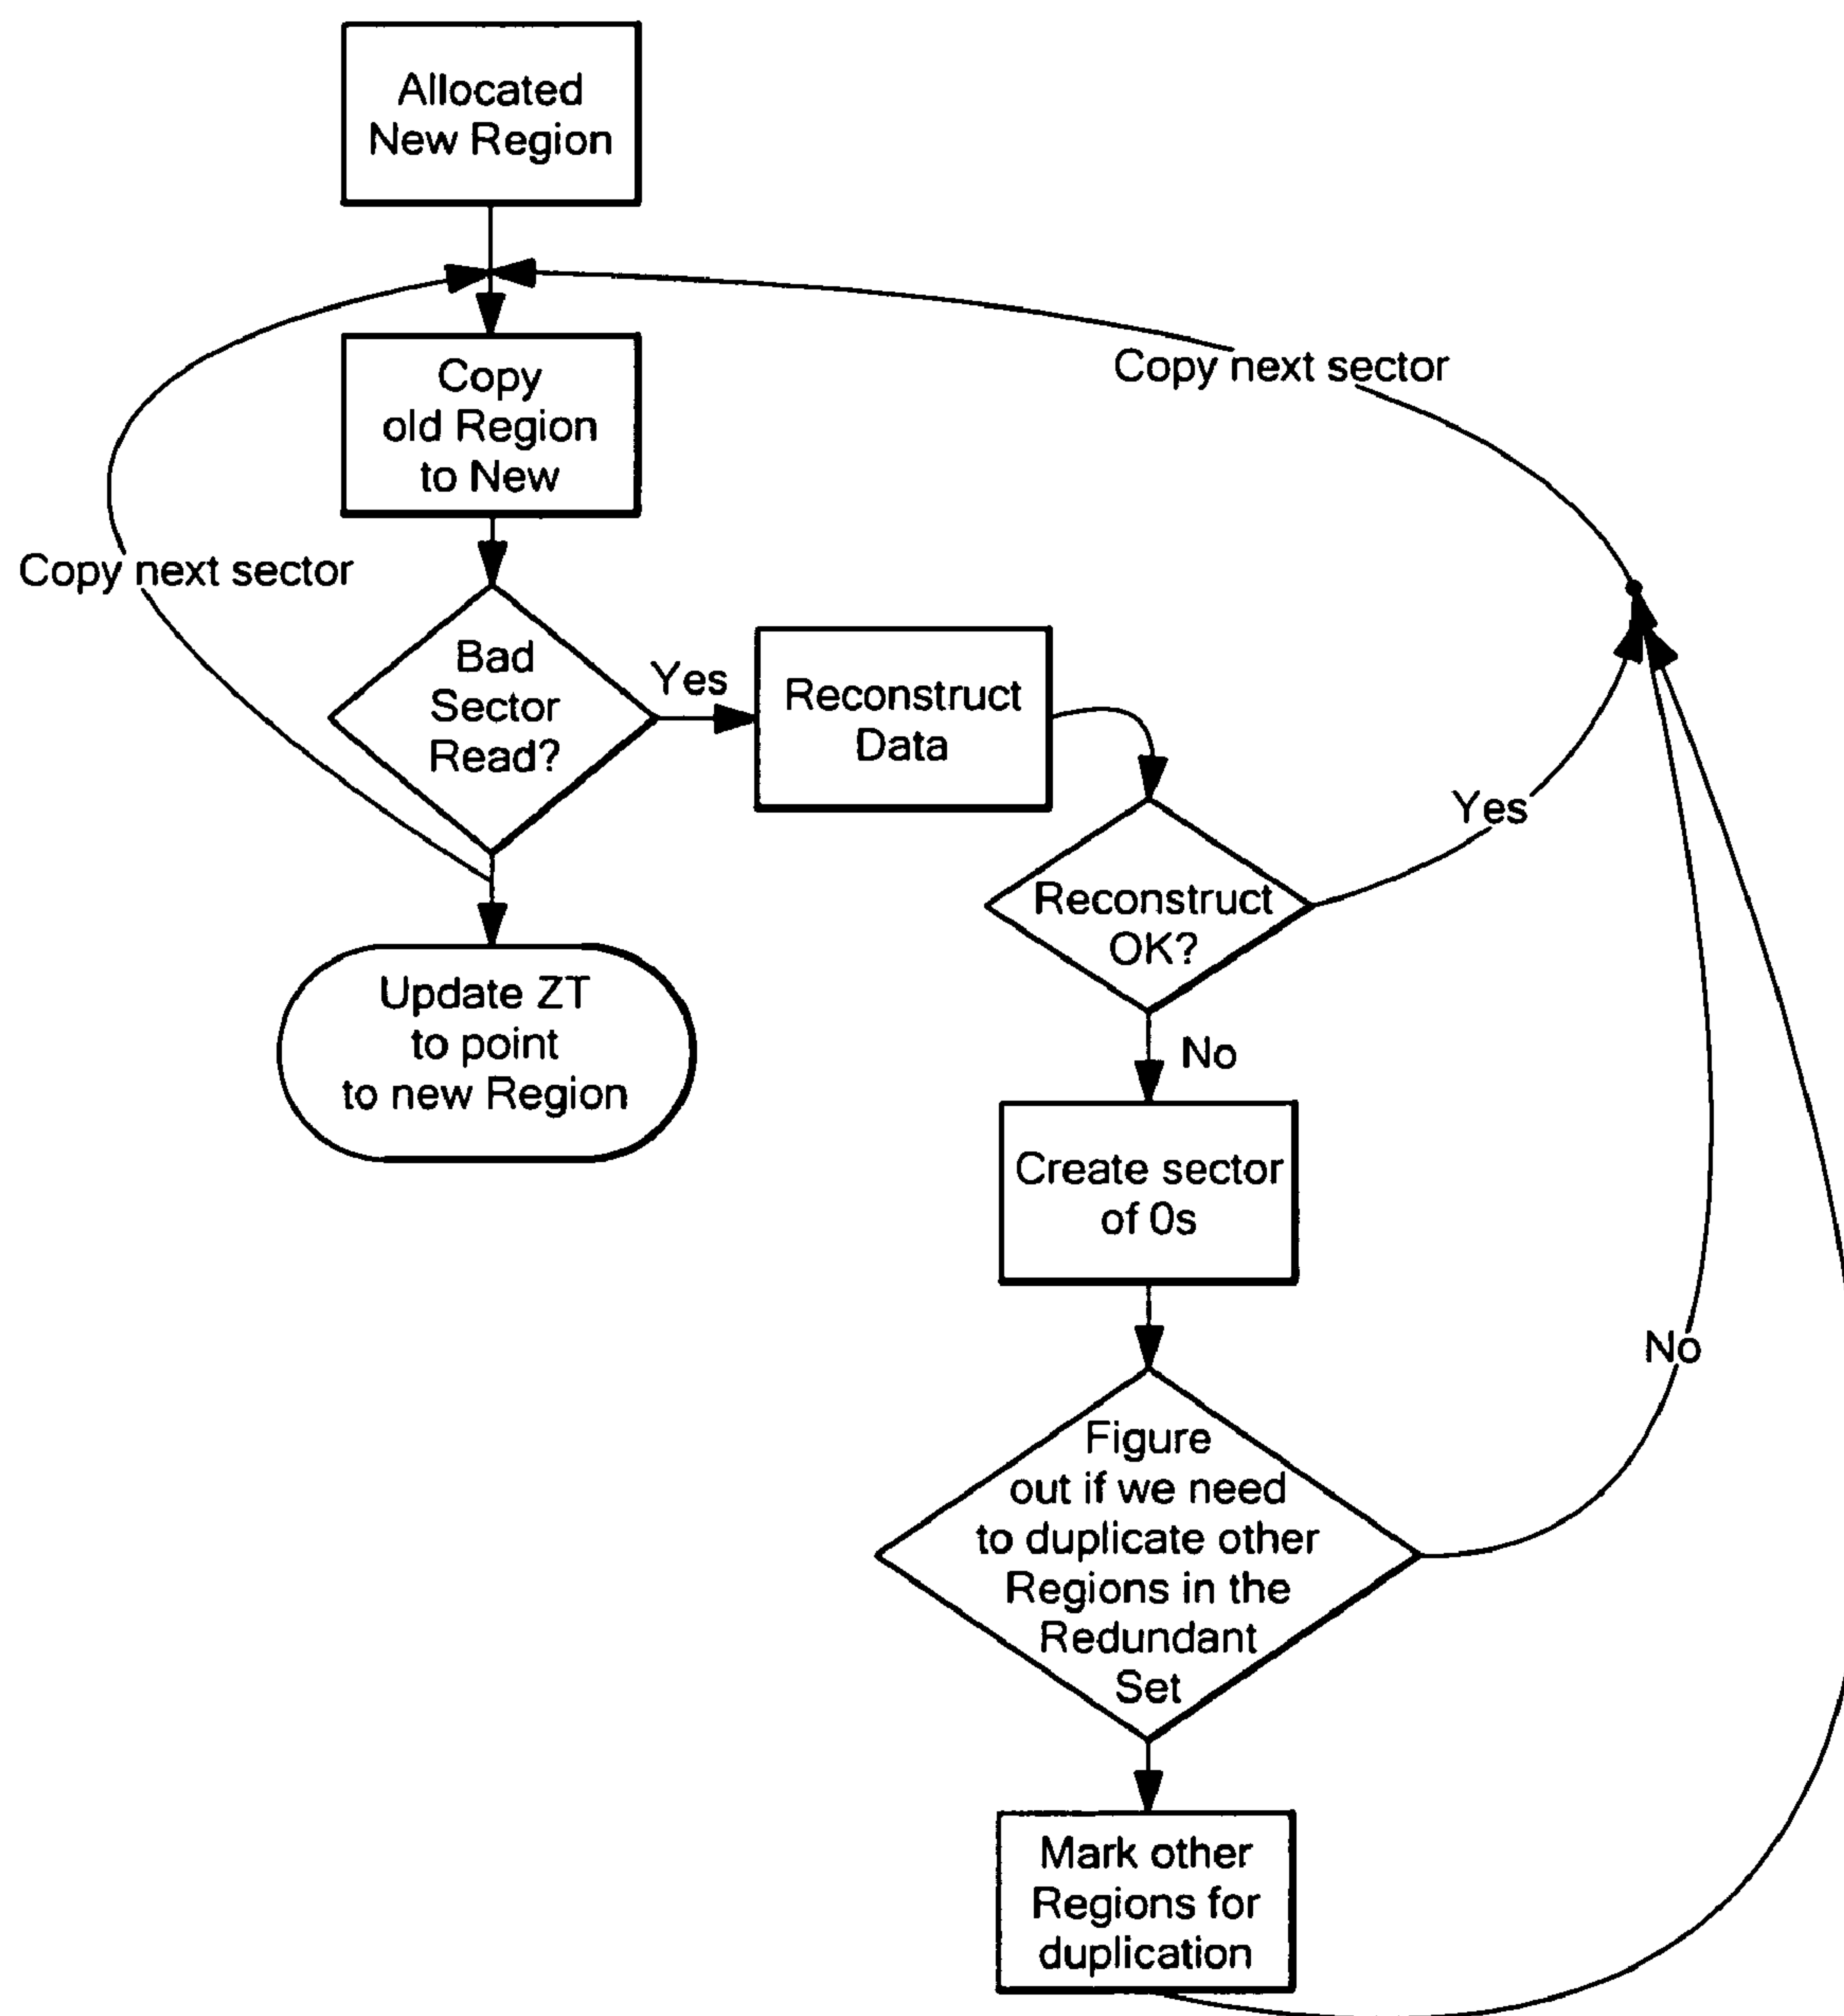 Allocated
New Region
Copy
old Region
to New
Copy next sector
Copy next sector
Bad
Sector
Read?
Yes
Reconstruct
Data
Yes
Reconstruct
OK?
No
Update ZT
to point
to new Region
Create sector
of 0s
No
Figure
out if we need
to duplicate other
Regions in the
Redundant
Set
Mark other
Regions for
duplication